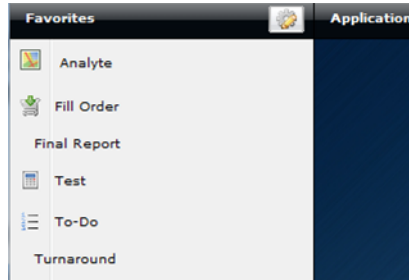 Favorites
Application
Analyte
Fill Order
Final Report
Test
To-Do
Turnaround